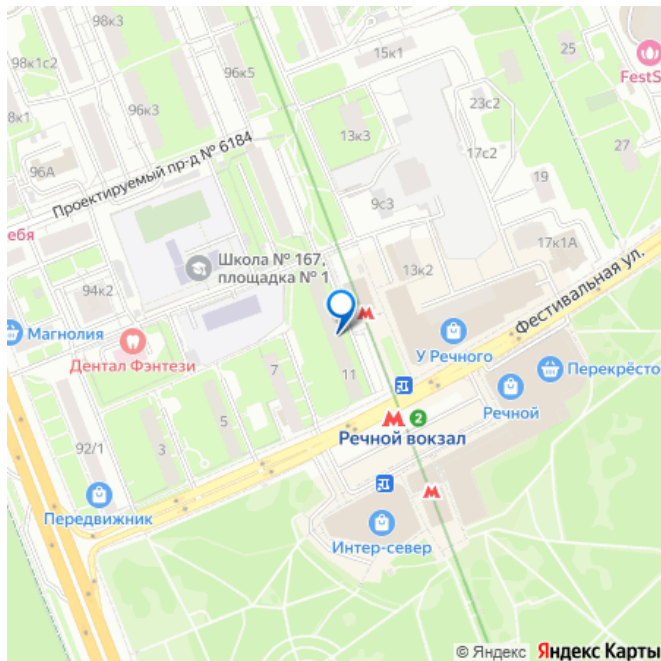 98к3
15к1
25
98к1с2
96к5
FestS
23с2
96к3
8к1
13к3
17с2
27
96А
Проектируемый пр-д № 6184
19
9с3
себя
Школа № 167,
площадка № 1
17к1А
13к2
94к2
Фестивальная ул.
Магнолия
У Речного
Дентал Фэнтези
7
11
Перекрёсто
Речной
5
2
92/1
3
Речной вокзал
Передвижник
Интер-север
© Яндекс Яндекс Карты